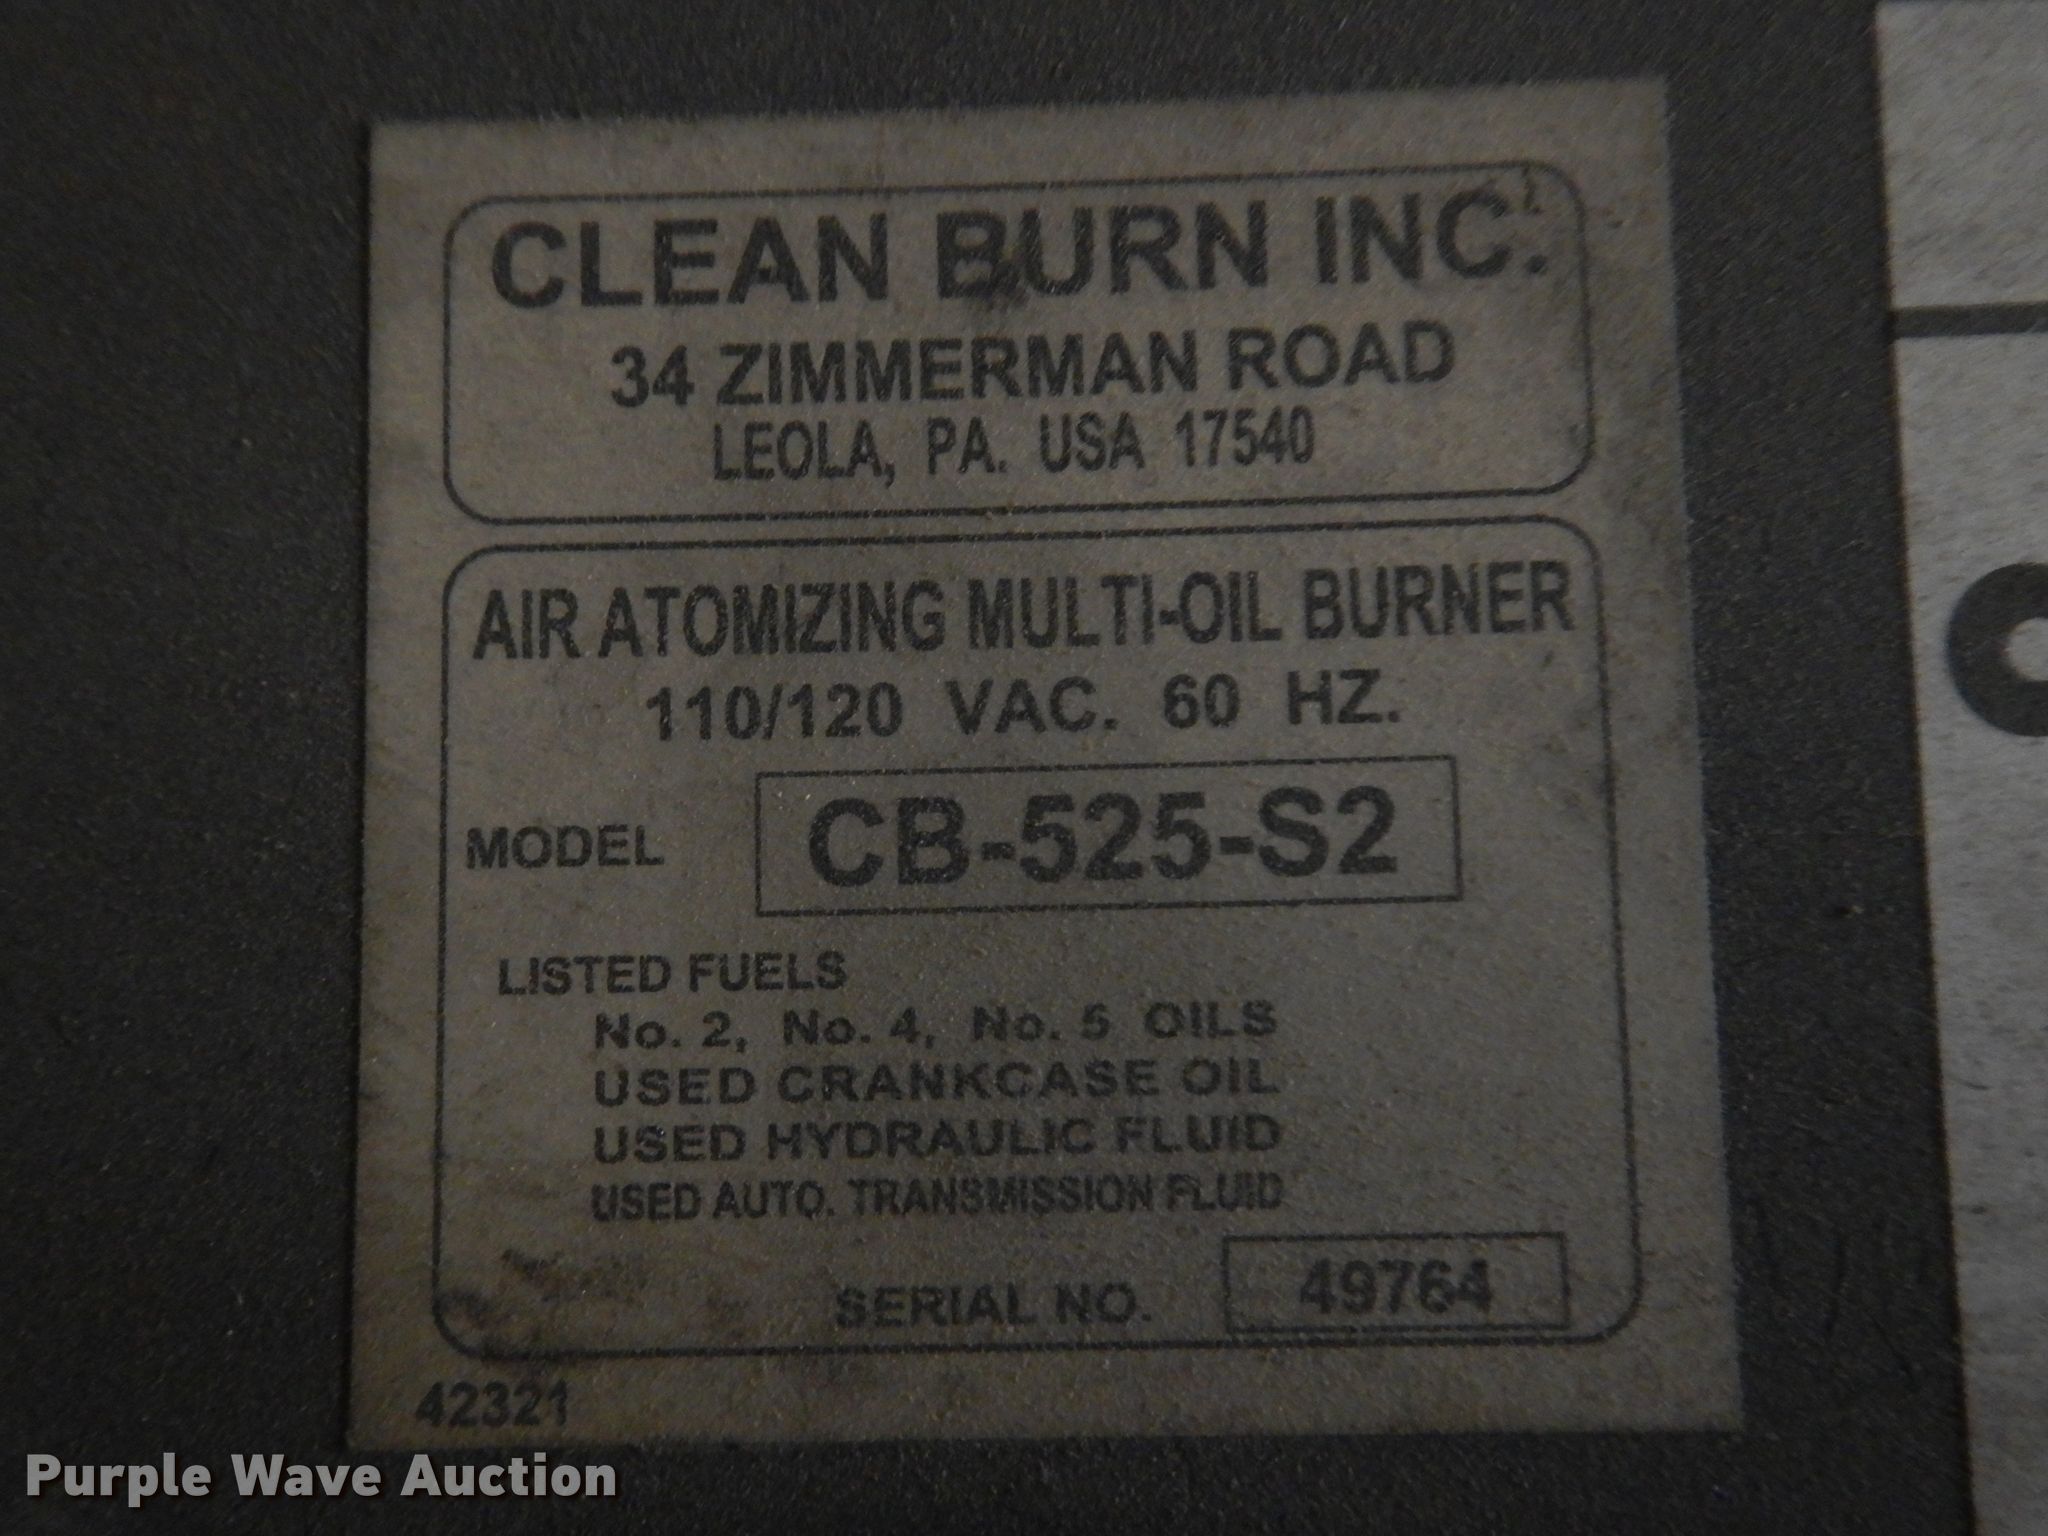 CLEAN BURN INC.
34 ZIMMERMAN ROAD
LEOLA, PA. USA 17540
AIR ATOMIZING MULTI-OIL BURNER
110/120 VAC. 60 HZ.
MODEL CB-525-S2
LISTED FUELS
No. 2, No. 4, No. 5 OILS
USED CRANKCASE OIL
USED HYDRAULIC FLUID
USED AUTO. TRANSMISSION FLUID
SERIAL NO. 49764
42321
Purple Wave Auction